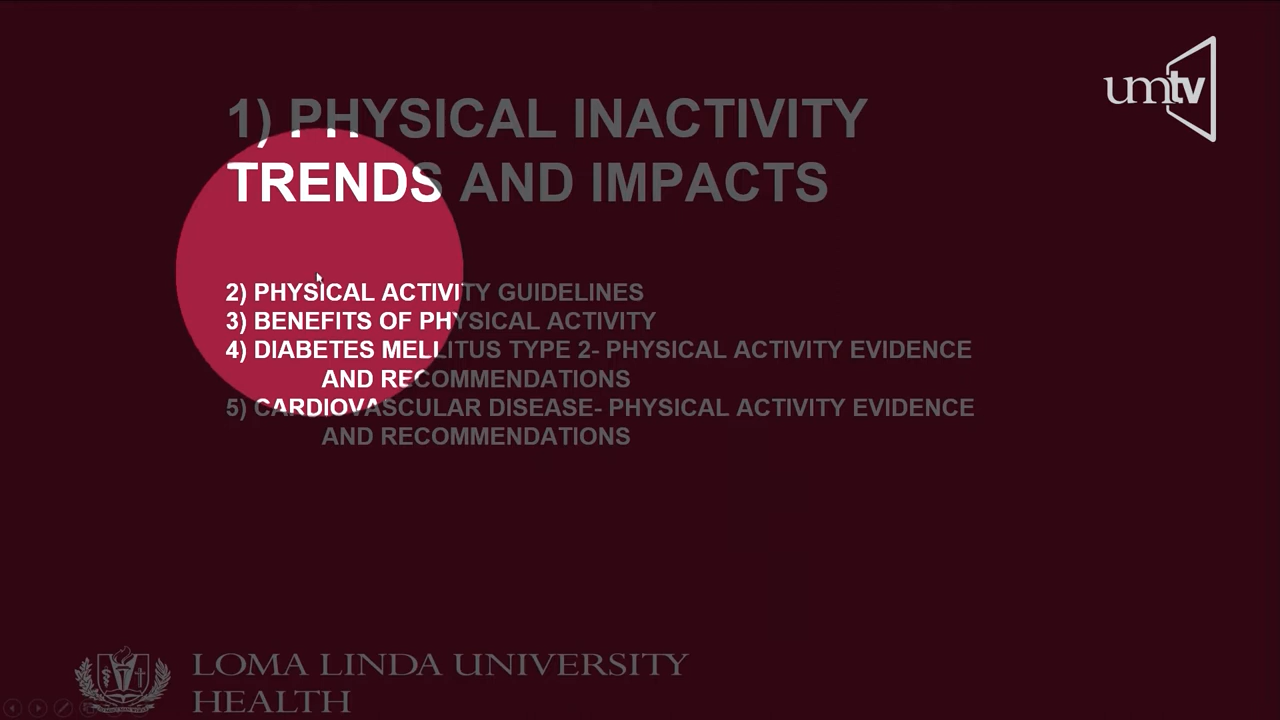 umtv
1) PHYSICAL INACTIVITY
TRENDS AND IMPACTS
2) PHYSICAL ACTIVITY GUIDELINES
3) BENEFITS OF PHYSICAL ACTIVITY
4) DIABETES MELLITUS TYPE 2- PHYSICAL ACTIVITY EVIDENCE
AND RECOMMENDATIONS
5) CARDIOVASCULAR DISEASE- PHYSICAL ACTIVITY EVIDENCE
AND RECOMMENDATIONS
LOMA LINDA UNIVERSITY
HEALTH